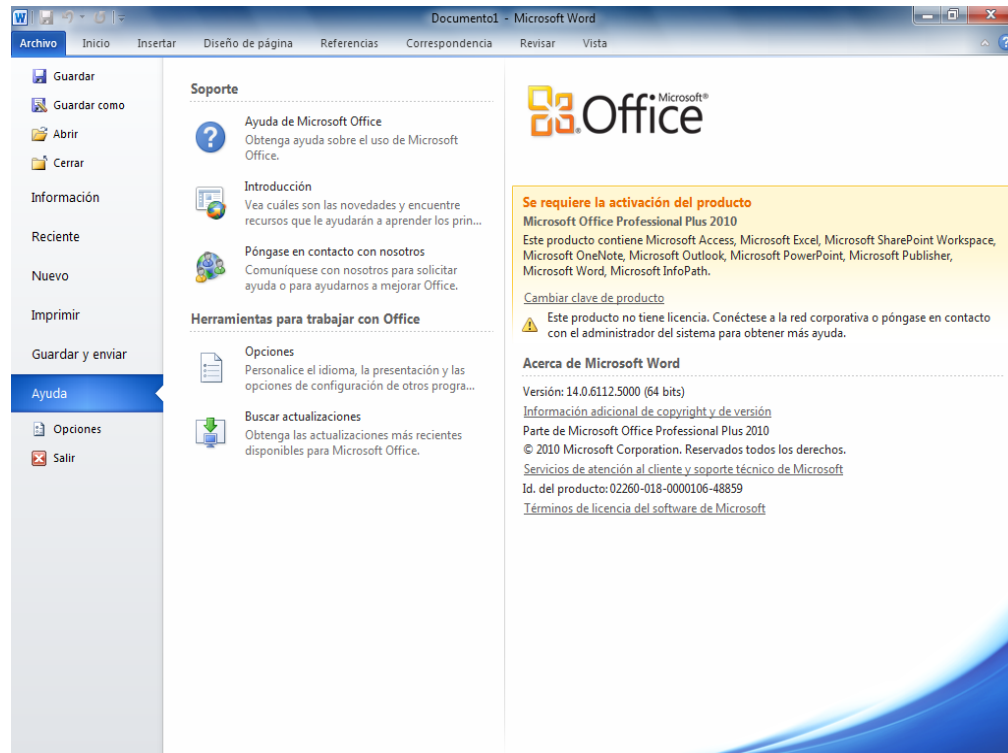 Documento1 - Microsoft Word
Archivo Inicio Insertar Diseño de página Referencias Correspondencia Revisar Vista
Guardar
Guardar como
Abrir
Cerrar
Información
Reciente
Nuevo
Imprimir
Guardar y enviar
Ayuda
Opciones
Salir
Soporte
Ayuda de Microsoft Office
Obtenga ayuda sobre el uso de Microsoft
Office.
Introducción
Vea cuáles son las novedades y encuentre
recursos que le ayudarán a aprender los prin...
Póngase en contacto con nosotros
Comuníquese con nosotros para solicitar
ayuda o para ayudarnos a mejorar Office.
Herramientas para trabajar con Office
Opciones
Personalice el idioma, la presentación y las
opciones de configuración de otros progra...
Buscar actualizaciones
Obtenga las actualizaciones más recientes
disponibles para Microsoft Office.
Microsoft®
Office
Se requiere la activación del producto
Microsoft Office Professional Plus 2010
Este producto contiene Microsoft Access, Microsoft Excel, Microsoft SharePoint Workspace,
Microsoft OneNote, Microsoft Outlook, Microsoft PowerPoint, Microsoft Publisher,
Microsoft Word, Microsoft InfoPath.
Cambiar clave de producto
Este producto no tiene licencia. Conéctese a la red corporativa o póngase en contacto
con el administrador del sistema para obtener más ayuda.
Acerca de Microsoft Word
Versión: 14.0.6112.5000 (64 bits)
Información adicional de copyright y de versión
Parte de Microsoft Office Professional Plus 2010
© 2010 Microsoft Corporation. Reservados todos los derechos.
Servicios de atención al cliente y soporte técnico de Microsoft
Id. del producto: 02260-018-0000106-48859
Términos de licencia del software de Microsoft